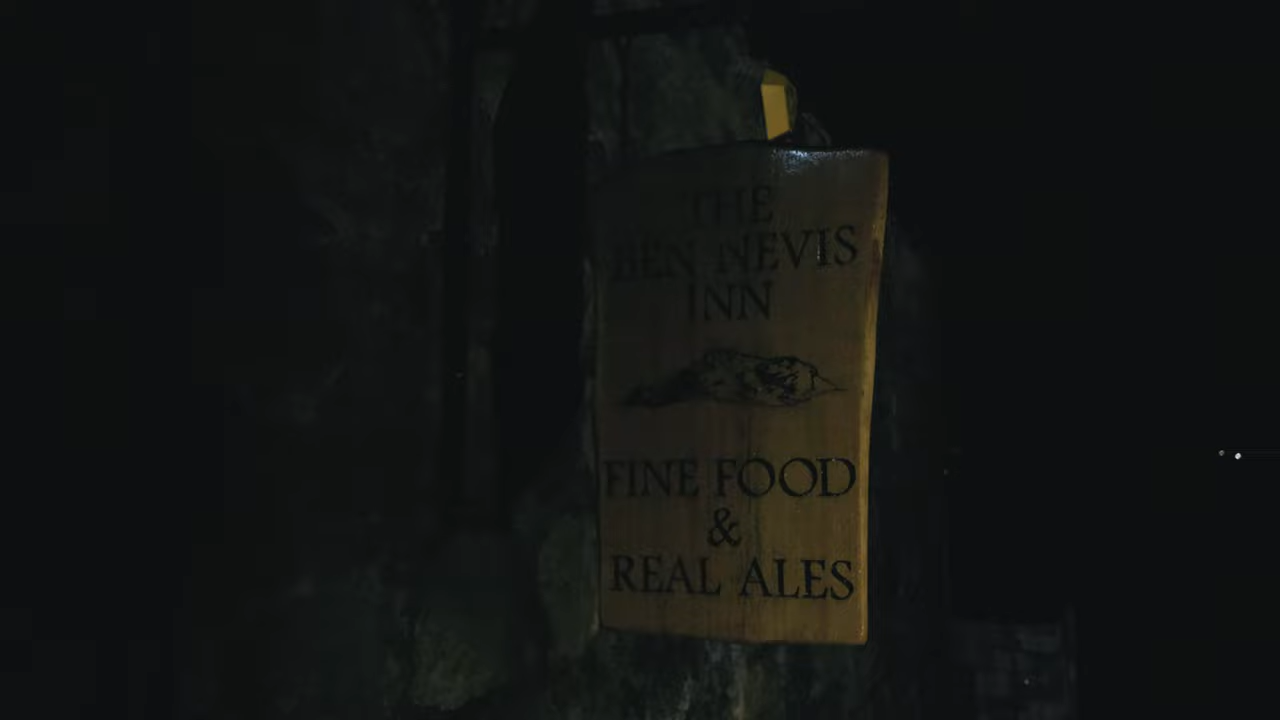 THE
BEN NEVIS
INN
FINE FOOD
&
REAL ALES